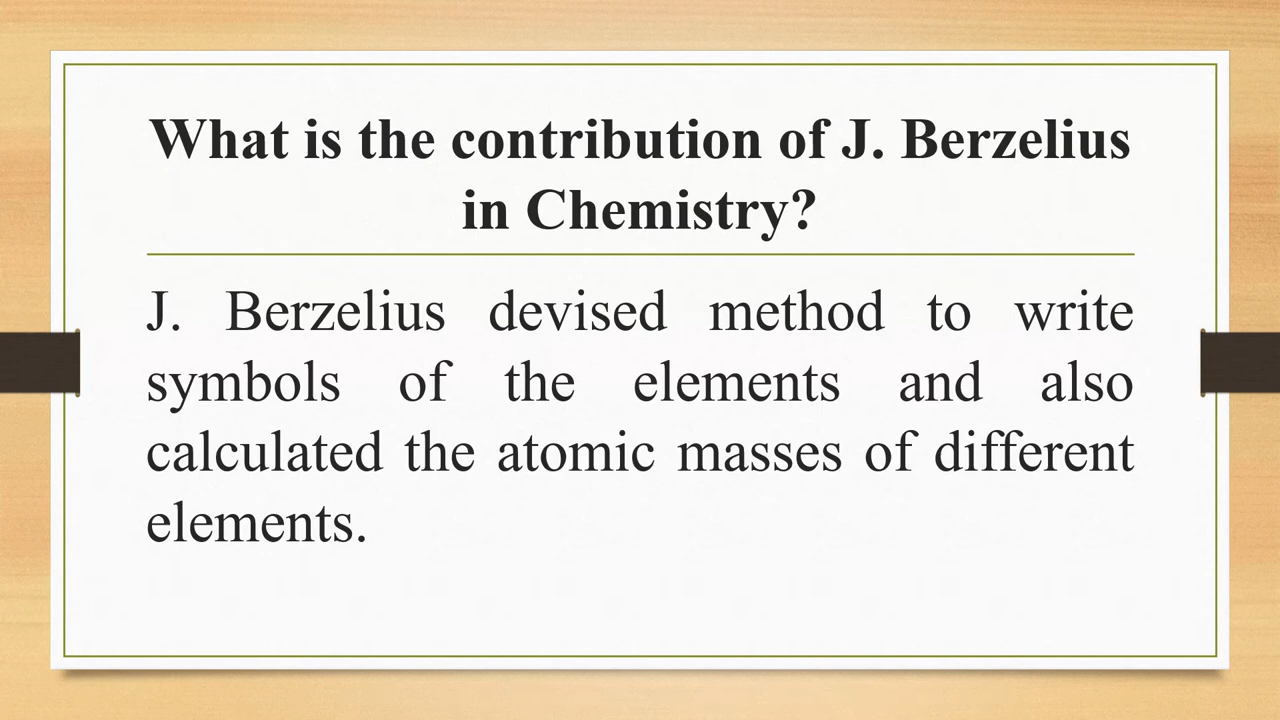 What is the contribution of J. Berzelius
in Chemistry?
J. Berzelius devised method to write
symbols of the elements and also
calculated the atomic masses of different
elements.